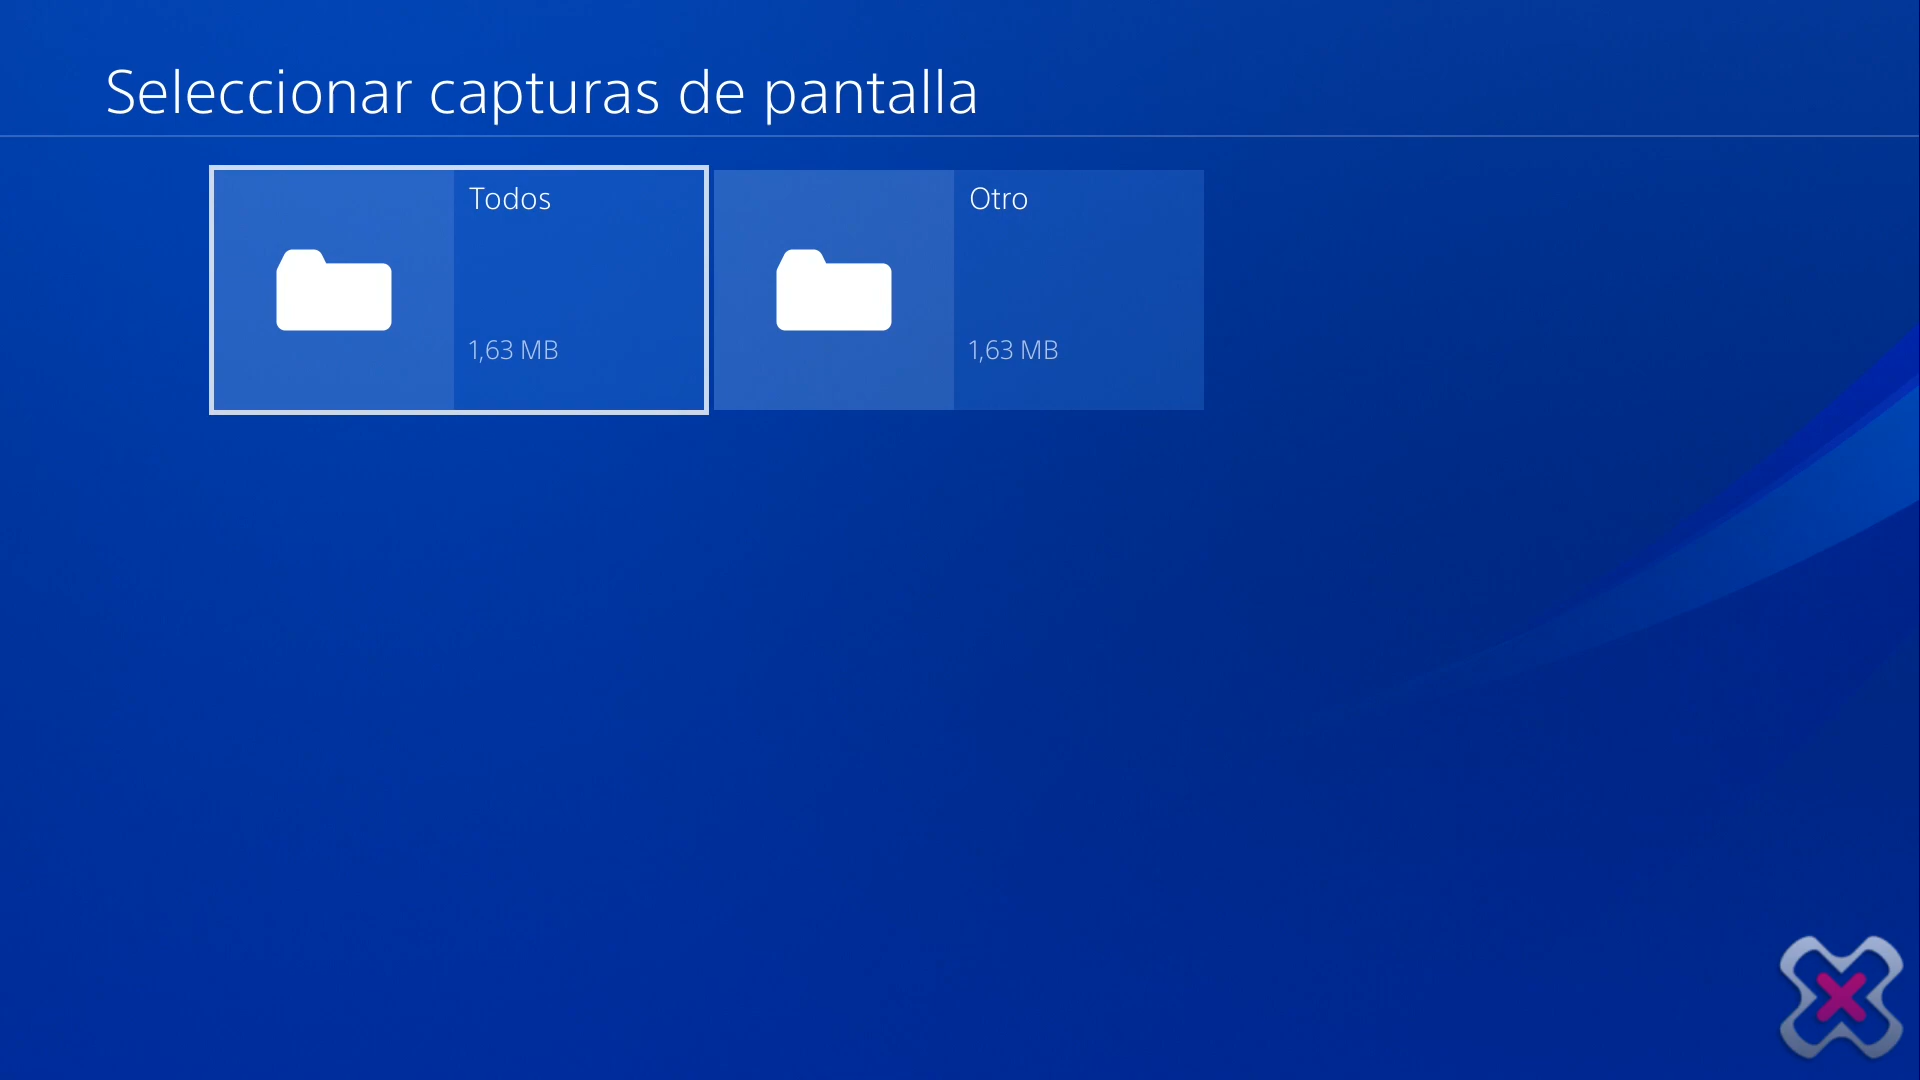 Seleccionar capturas de pantalla
Todos
1,63 MB
Otro
1,63 MB